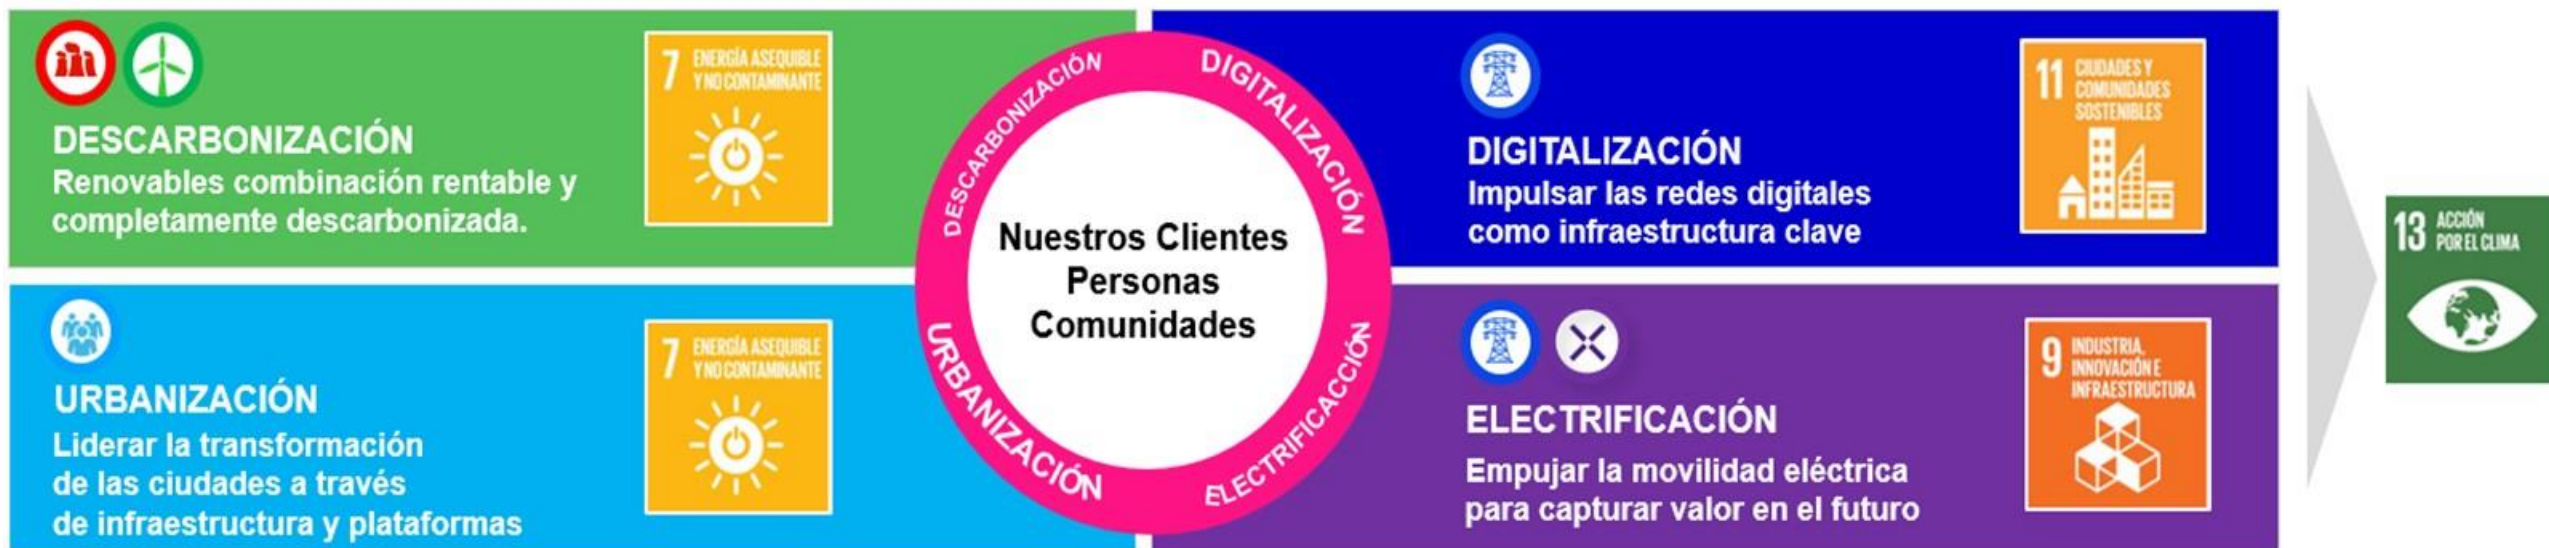 7 ENERGÍA ASEQUIBLE
Y NO CONTAMINANTE
DESCARBONIZACIÓN
Renovables combinación rentable y
completamente descarbonizada.
DESCARBONIZACIÓN
DIGITALIZACIÓN
URBANIZACIÓN
ELECTRIFICACCIÓN
Nuestros Clientes
Personas
Comunidades
DIGITALIZACIÓN
Impulsar las redes digitales
como infraestructura clave
11 CIUDADES Y
COMUNIDADES
SOSTENIBLES
URBANIZACIÓN
Liderar la transformación
de las ciudades a través
de infraestructura y plataformas
7 ENERGÍA ASEQUIBLE
Y NO CONTAMINANTE
ELECTRIFICACIÓN
Empujar la movilidad eléctrica
para capturar valor en el futuro
9 INDUSTRIA,
INNOVACIÓN E
INFRAESTRUCTURA
13 ACCIÓN
POR EL CLIMA